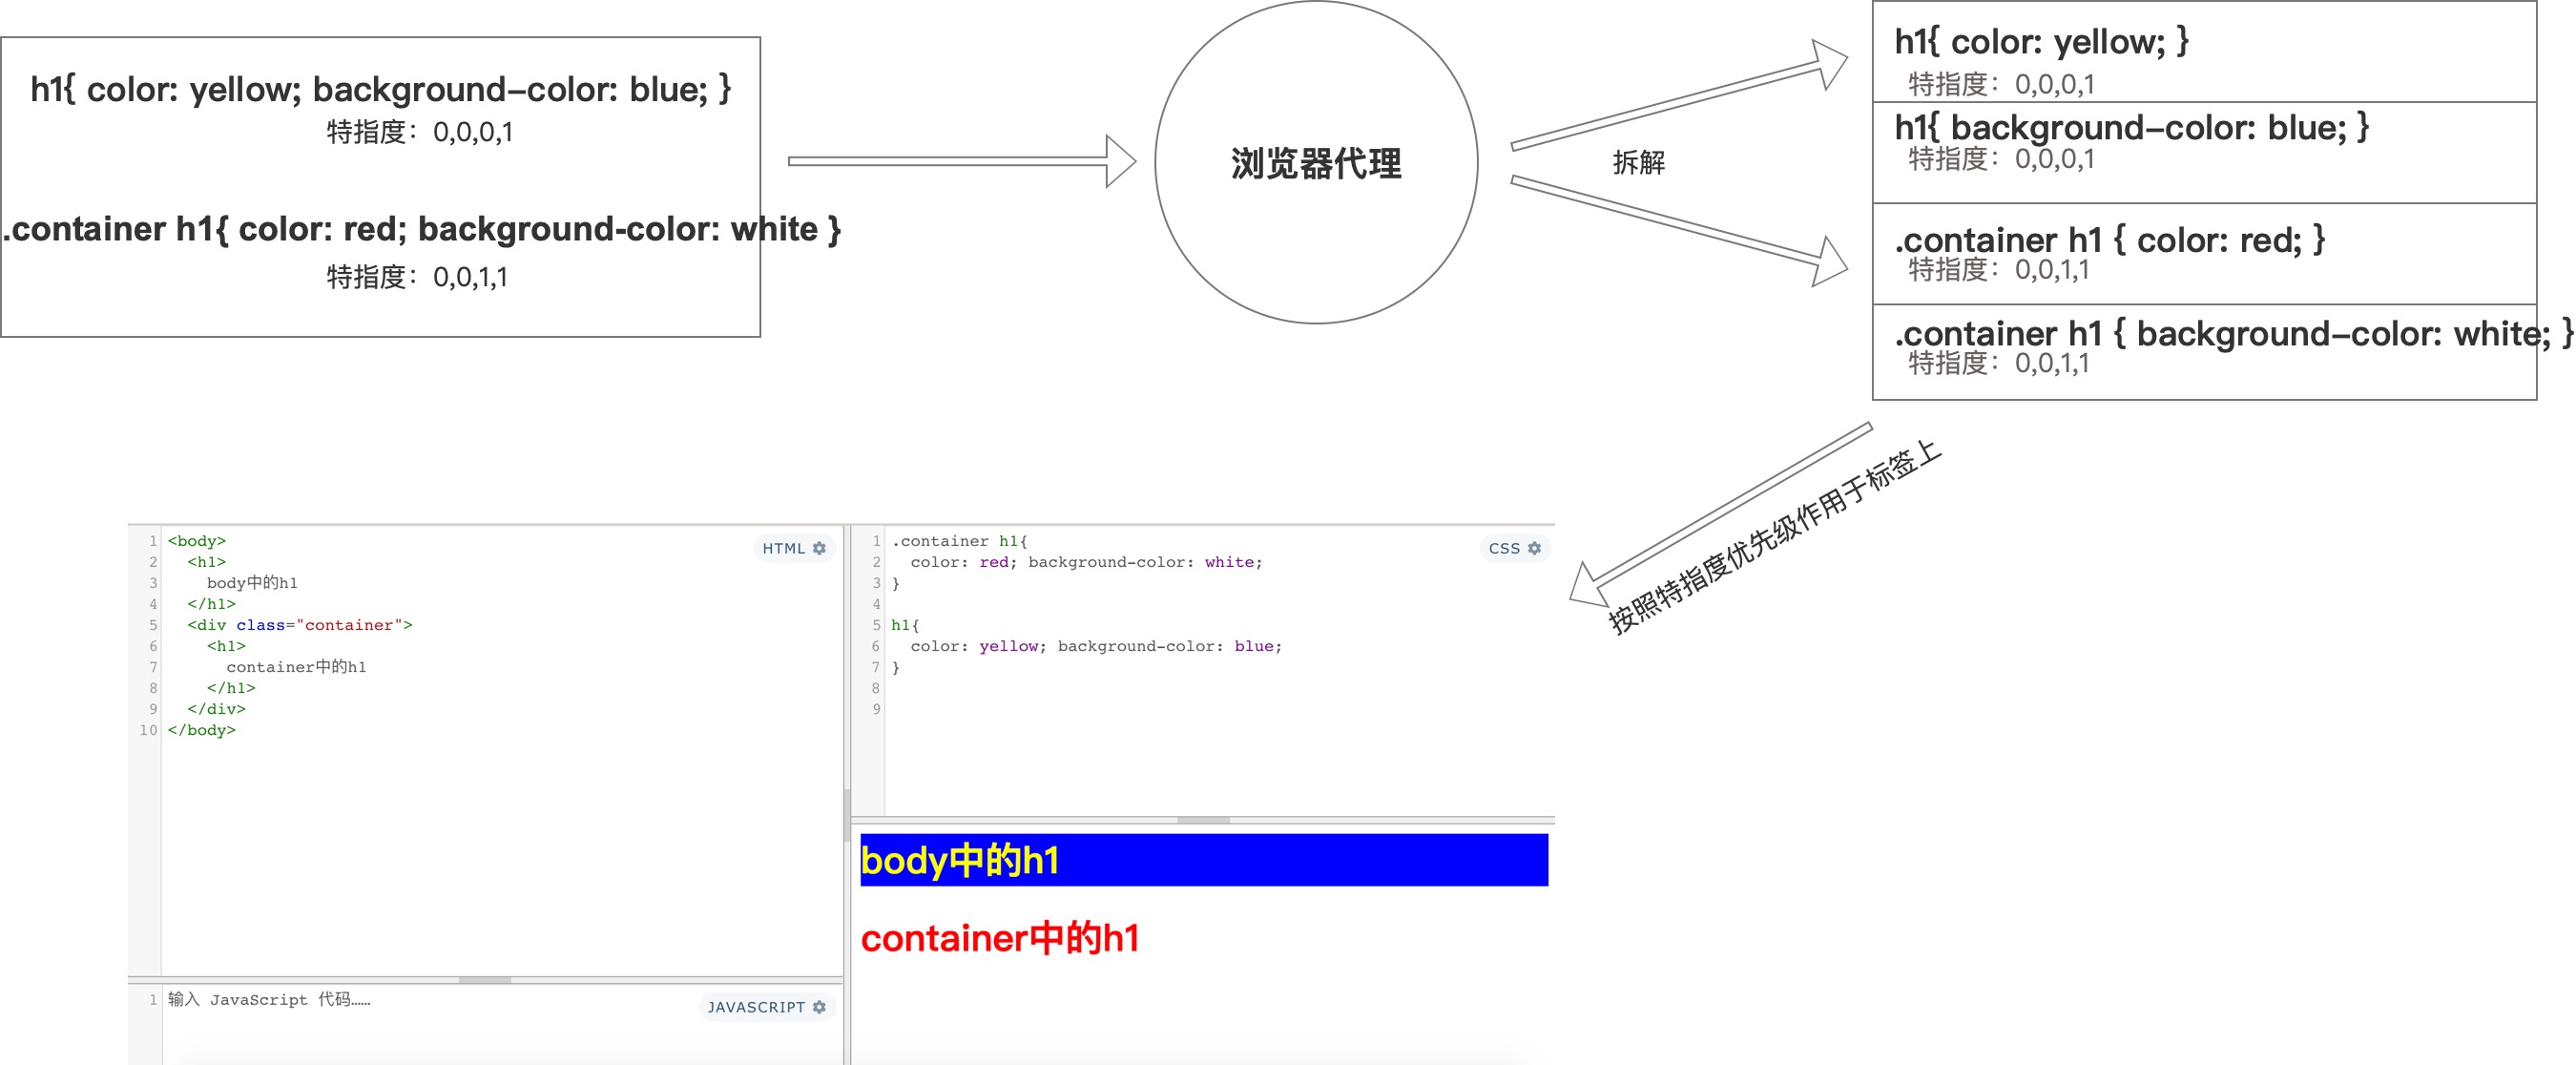 h1{ color: yellow; background-color: blue; }
特指度：0,0,0,1
.container h1{ color: red; background-color: white }
特指度：0,0,1,1
浏览器代理
拆解
h1{ color: yellow; }
特指度：0,0,0,1
h1{ background-color: blue; }
特指度：0,0,0,1
.container h1 { color: red; }
特指度：0,0,1,1
.container h1 { background-color: white; }
特指度：0,0,1,1
按照特指度优先级作用于标签上
HTML
1 <body>
2 <h1>
3 body中的h1
4 </h1>
5 <div class="container">
6 <h1>
7 container中的h1
8 </h1>
9 </div>
10 </body>
CSS
1 .container h1{
2 color: red; background-color: white;
3 }
4
5 h1{
6 color: yellow; background-color: blue;
7 }
8
9
body中的h1
container中的h1
1 输入 JavaScript 代码……
JAVASCRIPT